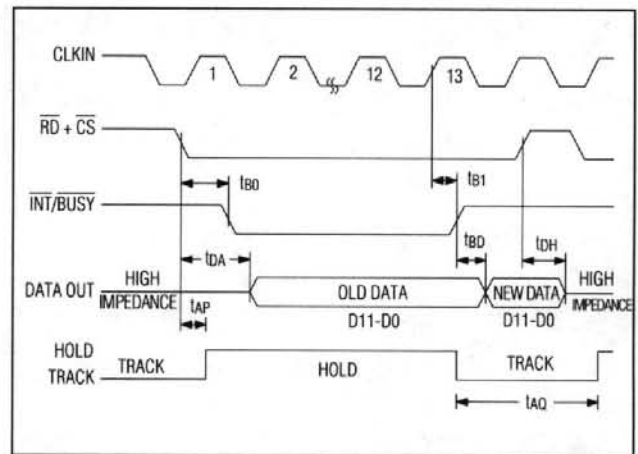 CLKIN
1 2 12 13
RD + CS
tB0 tB1
INT/BUSY
tDA tBD tDH
DATA OUT HIGH IMPEDANCE OLD DATA NEW DATA HIGH IMPEDANCE
tAP D11-D0 D11-D0
HOLD
TRACK TRACK HOLD TRACK
tAQ